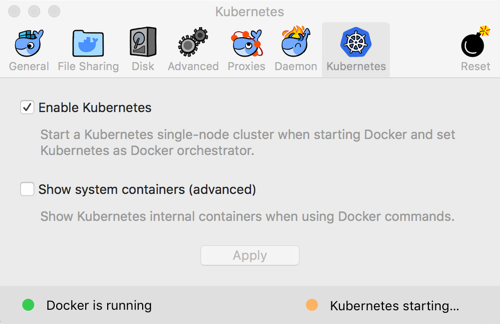 Kubernetes
General File Sharing Disk Advanced Proxies Daemon Kubernetes Reset
Enable Kubernetes
Start a Kubernetes single-node cluster when starting Docker and set
Kubernetes as Docker orchestrator.
Show system containers (advanced)
Show Kubernetes internal containers when using Docker commands.
Apply
Docker is running Kubernetes starting...